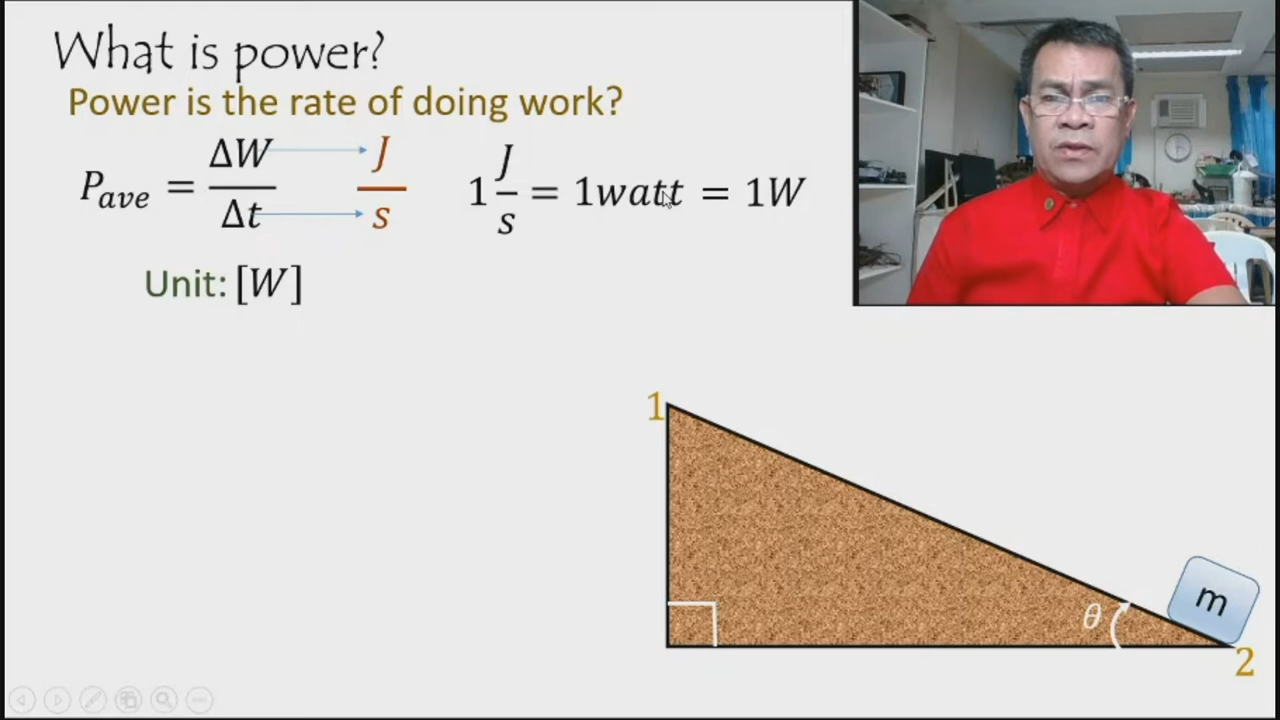 What is power?
Power is the rate of doing work?
P_ave = ΔW/Δt J/s 1 J/s = 1watt = 1W
Unit: [W]
1
θ
m
2